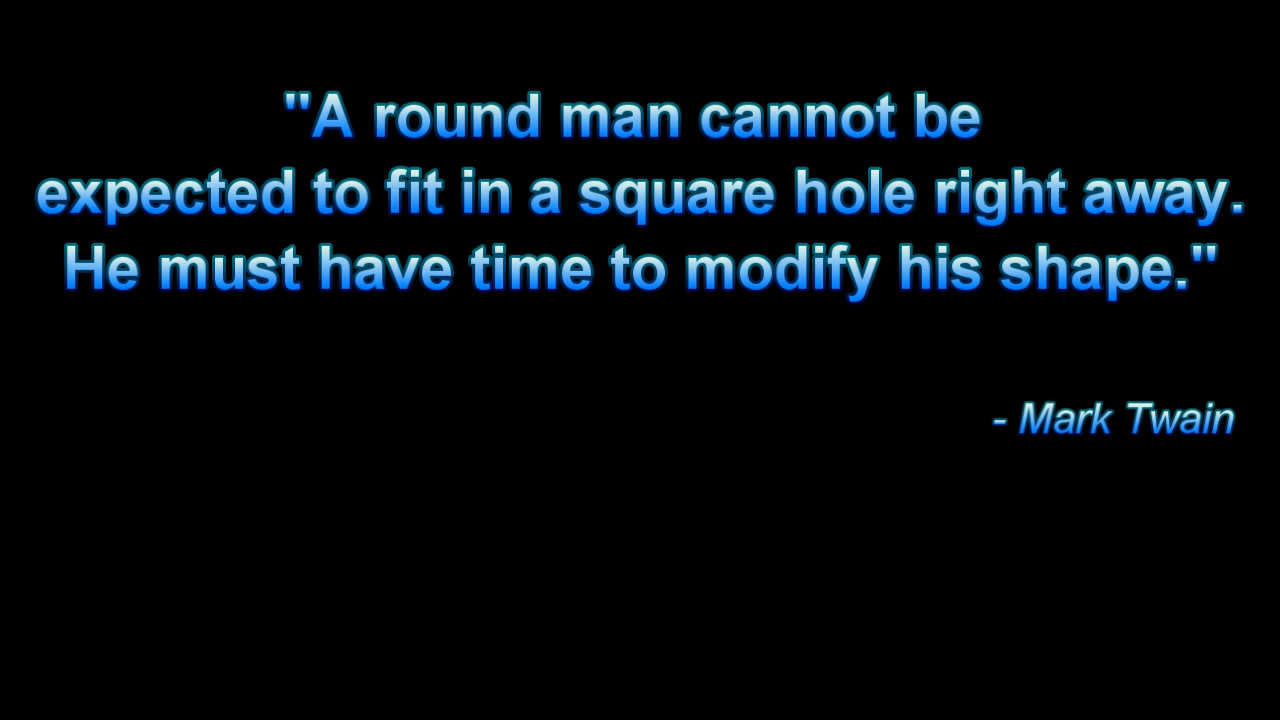 "A round man cannot be
expected to fit in a square hole right away.
He must have time to modify his shape."
- Mark Twain